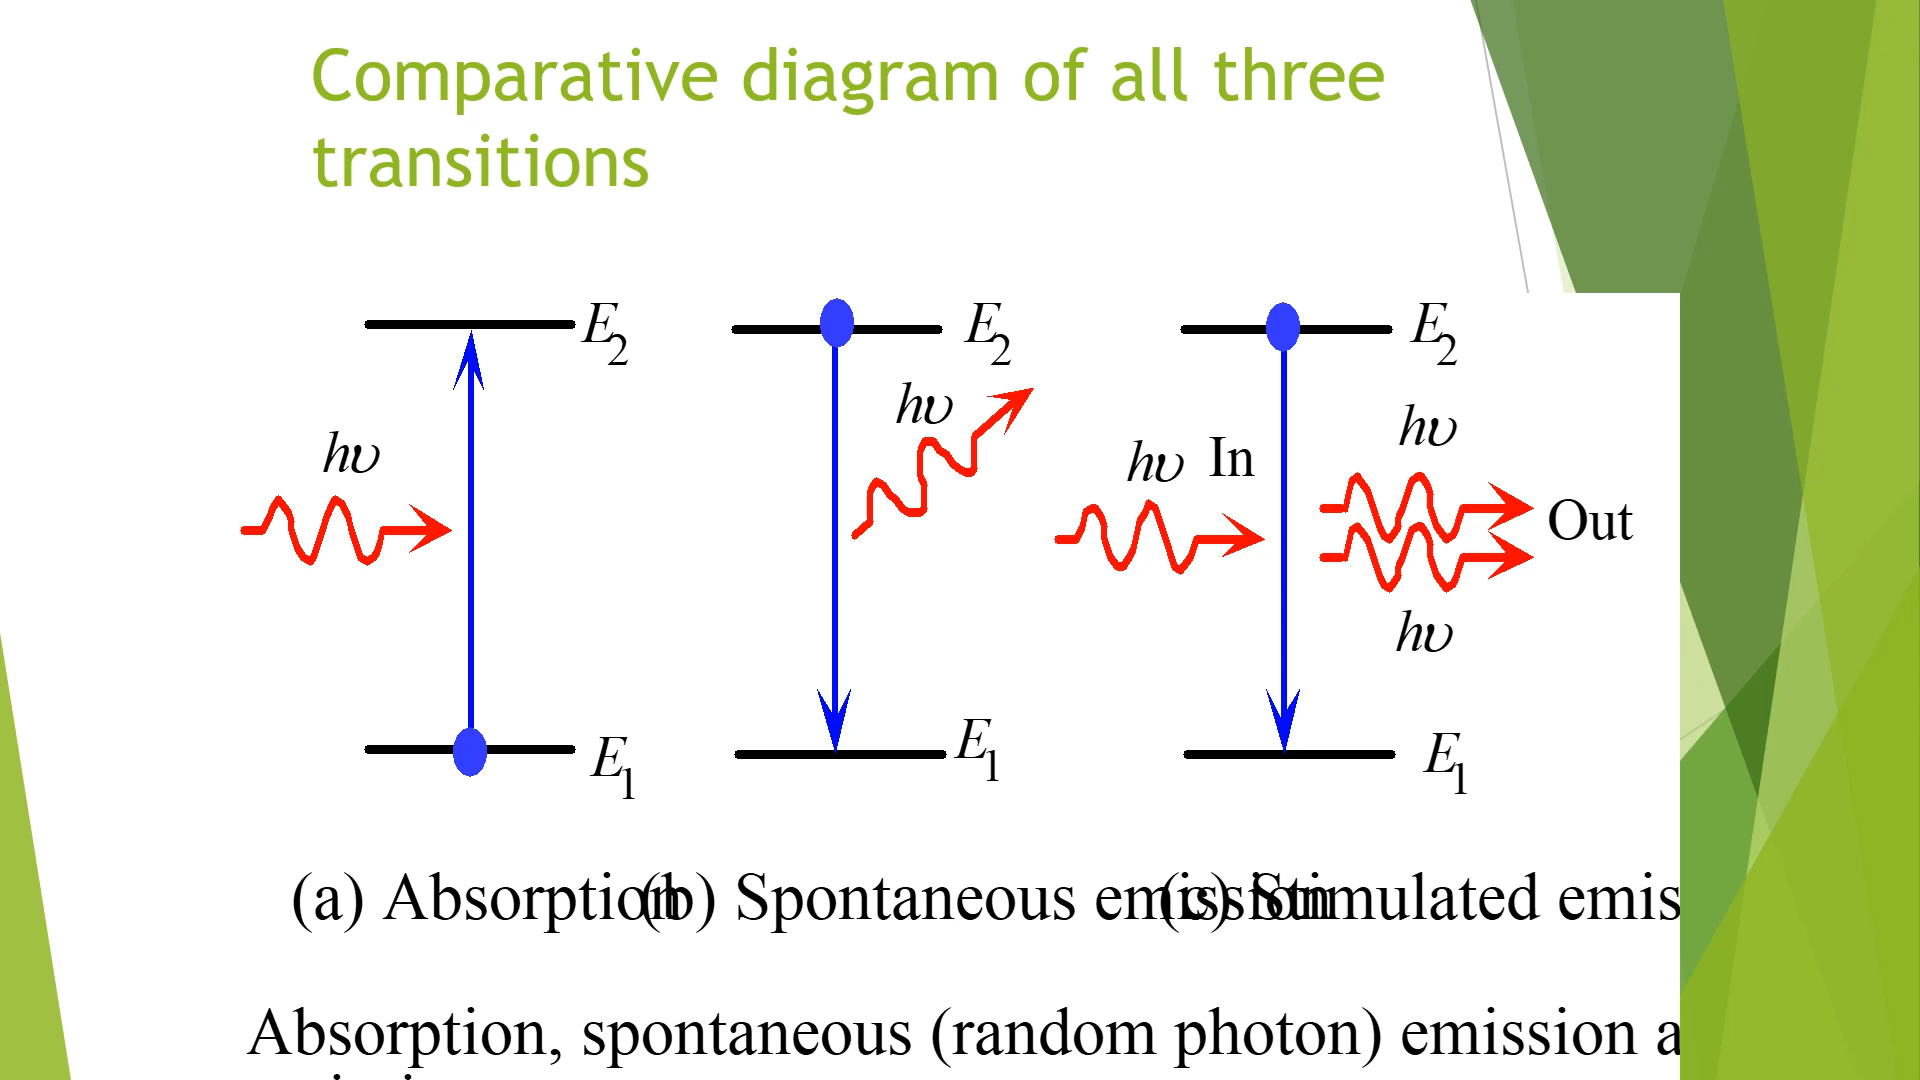 Comparative diagram of all three
transitions
E2
E2
E2
hυ
hυ
hυ In
hυ
Out
hυ
E1
E1
E1
(a) Absorption
(b) Spontaneous emission
(c) Stimulated emis
Absorption, spontaneous (random photon) emission a